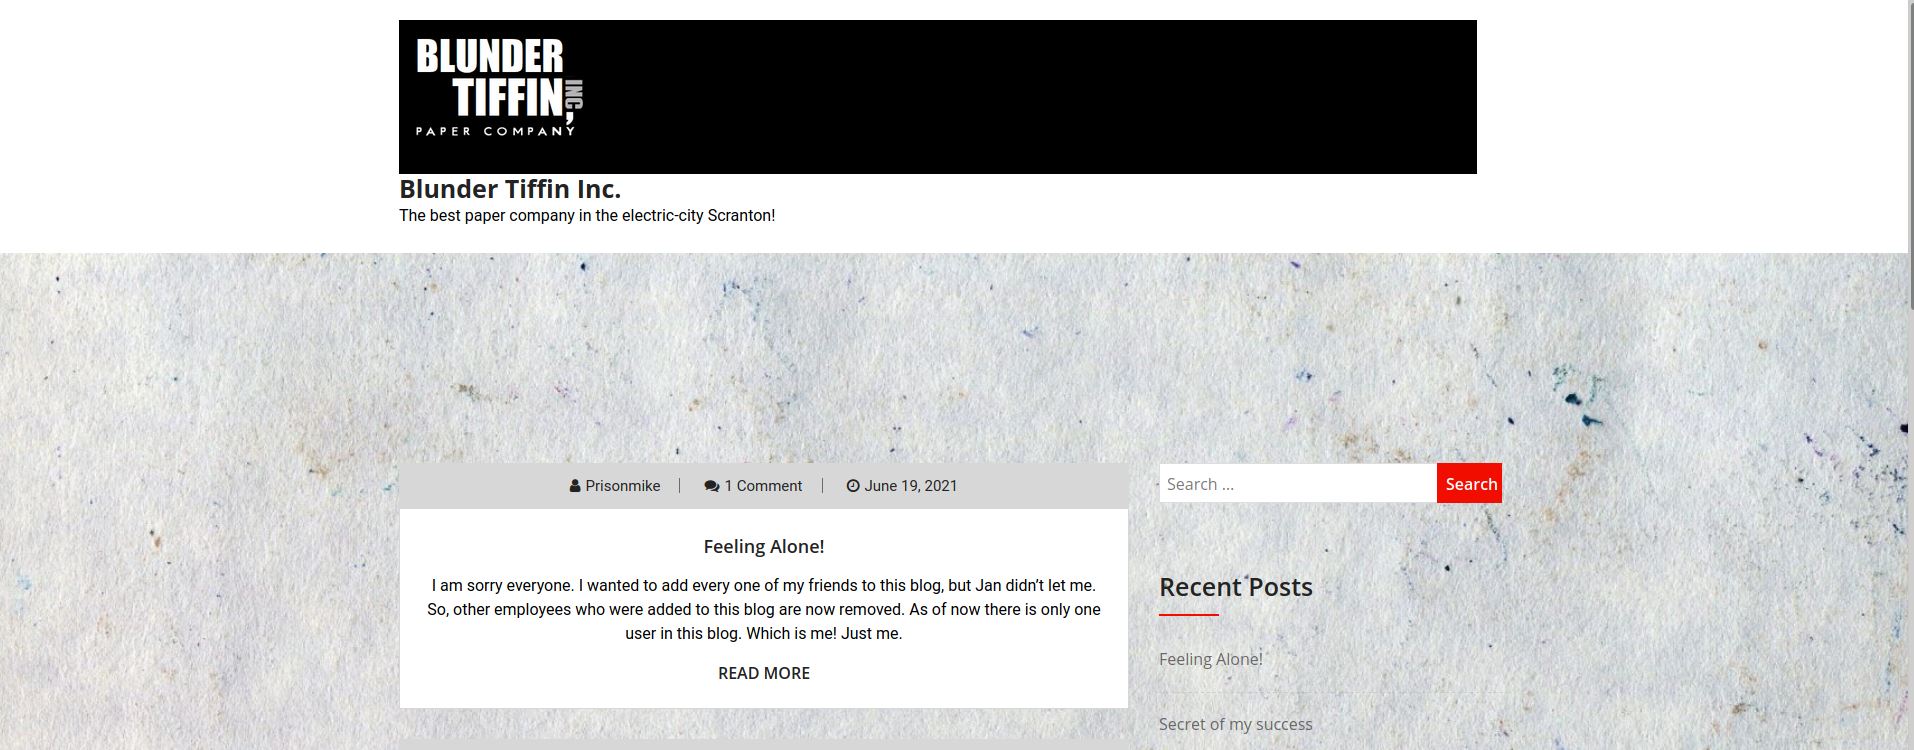 BLUNDER
TIFFIN INC,
PAPER COMPANY
Blunder Tiffin Inc.
The best paper company in the electric-city Scranton!
Prisonmike 1 Comment June 19, 2021
Feeling Alone!
I am sorry everyone. I wanted to add every one of my friends to this blog, but Jan didn’t let me.
So, other employees who were added to this blog are now removed. As of now there is only one
user in this blog. Which is me! Just me.
READ MORE
Search ... Search
Recent Posts
Feeling Alone!
Secret of my success